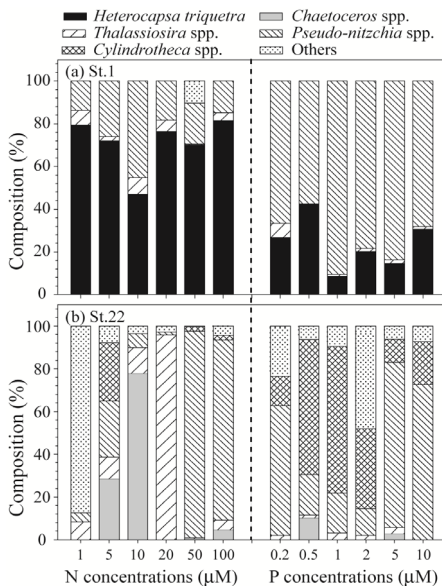 Heterocapsa triquetra
Chaetoceros spp.
Thalassiosira spp.
Pseudo-nitzchia spp.
Cylindrotheca spp.
Others
(a) St.1
100
80
60
40
20
0
Composition (%)
(b) St.22
100
80
60
40
20
0
Composition (%)
1 5 10 20 50 100
0.2 0.5 1 2 5 10
N concentrations (μM)
P concentrations (μM)